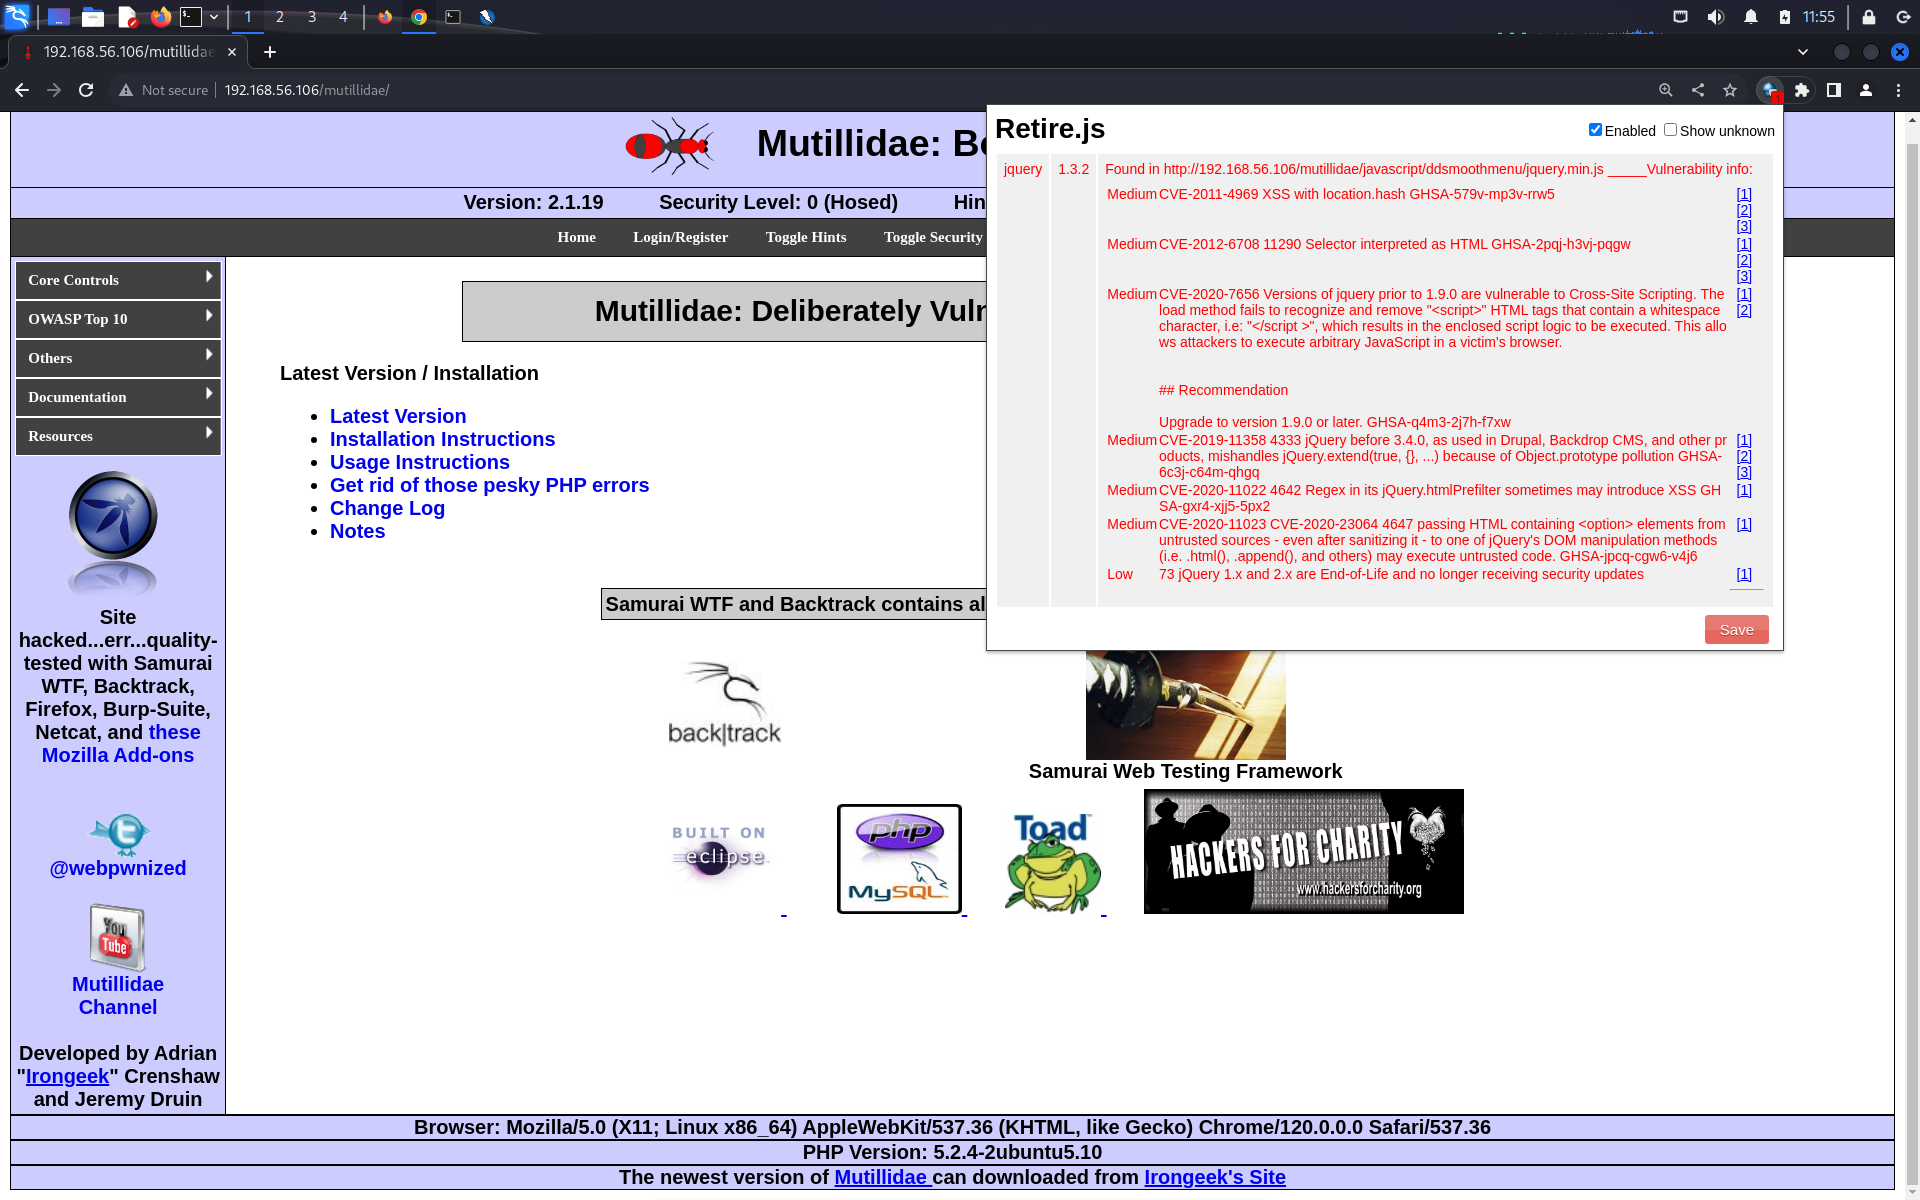 1
2
3
4
11:55
192.168.56.106/mutillidae
Not secure
192.168.56.106/mutillidae/
Mutillidae: Bo
Version: 2.1.19
Security Level: 0 (Hosed)
Hin
Home
Login/Register
Toggle Hints
Toggle Security
Core Controls
OWASP Top 10
Others
Documentation
Resources
Site
hacked...err...quality-
tested with Samurai
WTF, Backtrack,
Firefox, Burp-Suite,
Netcat, and these
Mozilla Add-ons
@webpwnized
You
Tube
Mutillidae
Channel
Developed by Adrian
"Irongeek" Crenshaw
and Jeremy Druin
Mutillidae: Deliberately Vuln
Latest Version / Installation
Latest Version
Installation Instructions
Usage Instructions
Get rid of those pesky PHP errors
Change Log
Notes
Samurai WTF and Backtrack contains al
back|track
Samurai Web Testing Framework
BUILT ON
eclipse
php
MySQL
Toad
HACKERS FOR CHARITY
www.hackersforcharity.org
Retire.js
Enabled
Show unknown
jquery
1.3.2
Found in http://192.168.56.106/mutillidae/javascript/ddsmoothmenu/jquery.min.js _____Vulnerability info:
Medium CVE-2011-4969 XSS with location.hash GHSA-579v-mp3v-rrw5 [1]
[2]
[3]
Medium CVE-2012-6708 11290 Selector interpreted as HTML GHSA-2pqj-h3vj-pqgw [1]
[2]
[3]
Medium CVE-2020-7656 Versions of jquery prior to 1.9.0 are vulnerable to Cross-Site Scripting. The [1]
load method fails to recognize and remove "<script>" HTML tags that contain a whitespace [2]
character, i.e: "</script >", which results in the enclosed script logic to be executed. This allo
ws attackers to execute arbitrary JavaScript in a victim's browser.
## Recommendation
Upgrade to version 1.9.0 or later. GHSA-q4m3-2j7h-f7xw
Medium CVE-2019-11358 4333 jQuery before 3.4.0, as used in Drupal, Backdrop CMS, and other pr [1]
oducts, mishandles jQuery.extend(true, {}, ...) because of Object.prototype pollution GHSA- [2]
6c3j-c64m-qhgq [3]
Medium CVE-2020-11022 4642 Regex in its jQuery.htmlPrefilter sometimes may introduce XSS GH [1]
SA-gxr4-xjj5-5px2
Medium CVE-2020-11023 CVE-2020-23064 4647 passing HTML containing <option> elements from [1]
untrusted sources - even after sanitizing it - to one of jQuery's DOM manipulation methods
(i.e. .html(), .append(), and others) may execute untrusted code. GHSA-jpcq-cgw6-v4j6
Low 73 jQuery 1.x and 2.x are End-of-Life and no longer receiving security updates [1]
Save
Browser: Mozilla/5.0 (X11; Linux x86_64) AppleWebKit/537.36 (KHTML, like Gecko) Chrome/120.0.0.0 Safari/537.36
PHP Version: 5.2.4-2ubuntu5.10
The newest version of Mutillidae can downloaded from Irongeek's Site